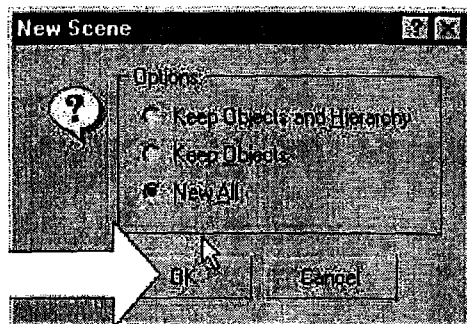 New Scene
? ×
Options:
?
Keep Objects and Hierarchy
Keep Objects
New All
OK Cancel